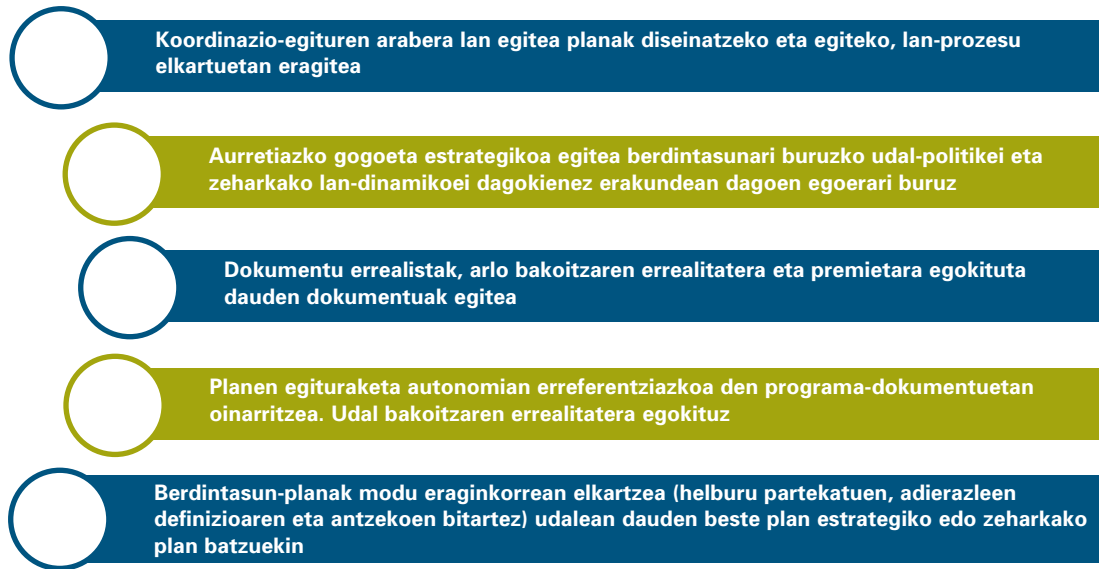 Koordinazio-egituren arabera lan egitea planak diseinatzeko eta egiteko, lan-prozesu
elkartuetan eragitea
Aurretiazko gogoeta estrategikoa egitea berdintasunari buruzko udal-politikei eta
zeharkako lan-dinamikoei dagokienez erakundean dagoen egoerari buruz
Dokumentu errealistak, arlo bakoitzaren errealitatera eta premietara egokituta
dauden dokumentuak egitea
Planen egituraketa autonomian erreferentziazkoa den programa-dokumentuetan
oinarritzea. Udal bakoitzaren errealitatera egokituz
Berdintasun-planak modu eraginkorrean elkartzea (helburu partekatuen, adierazleen
definizioaren eta antzekoen bitartez) udalean dauden beste plan estrategiko edo zeharkako
plan batzuekin